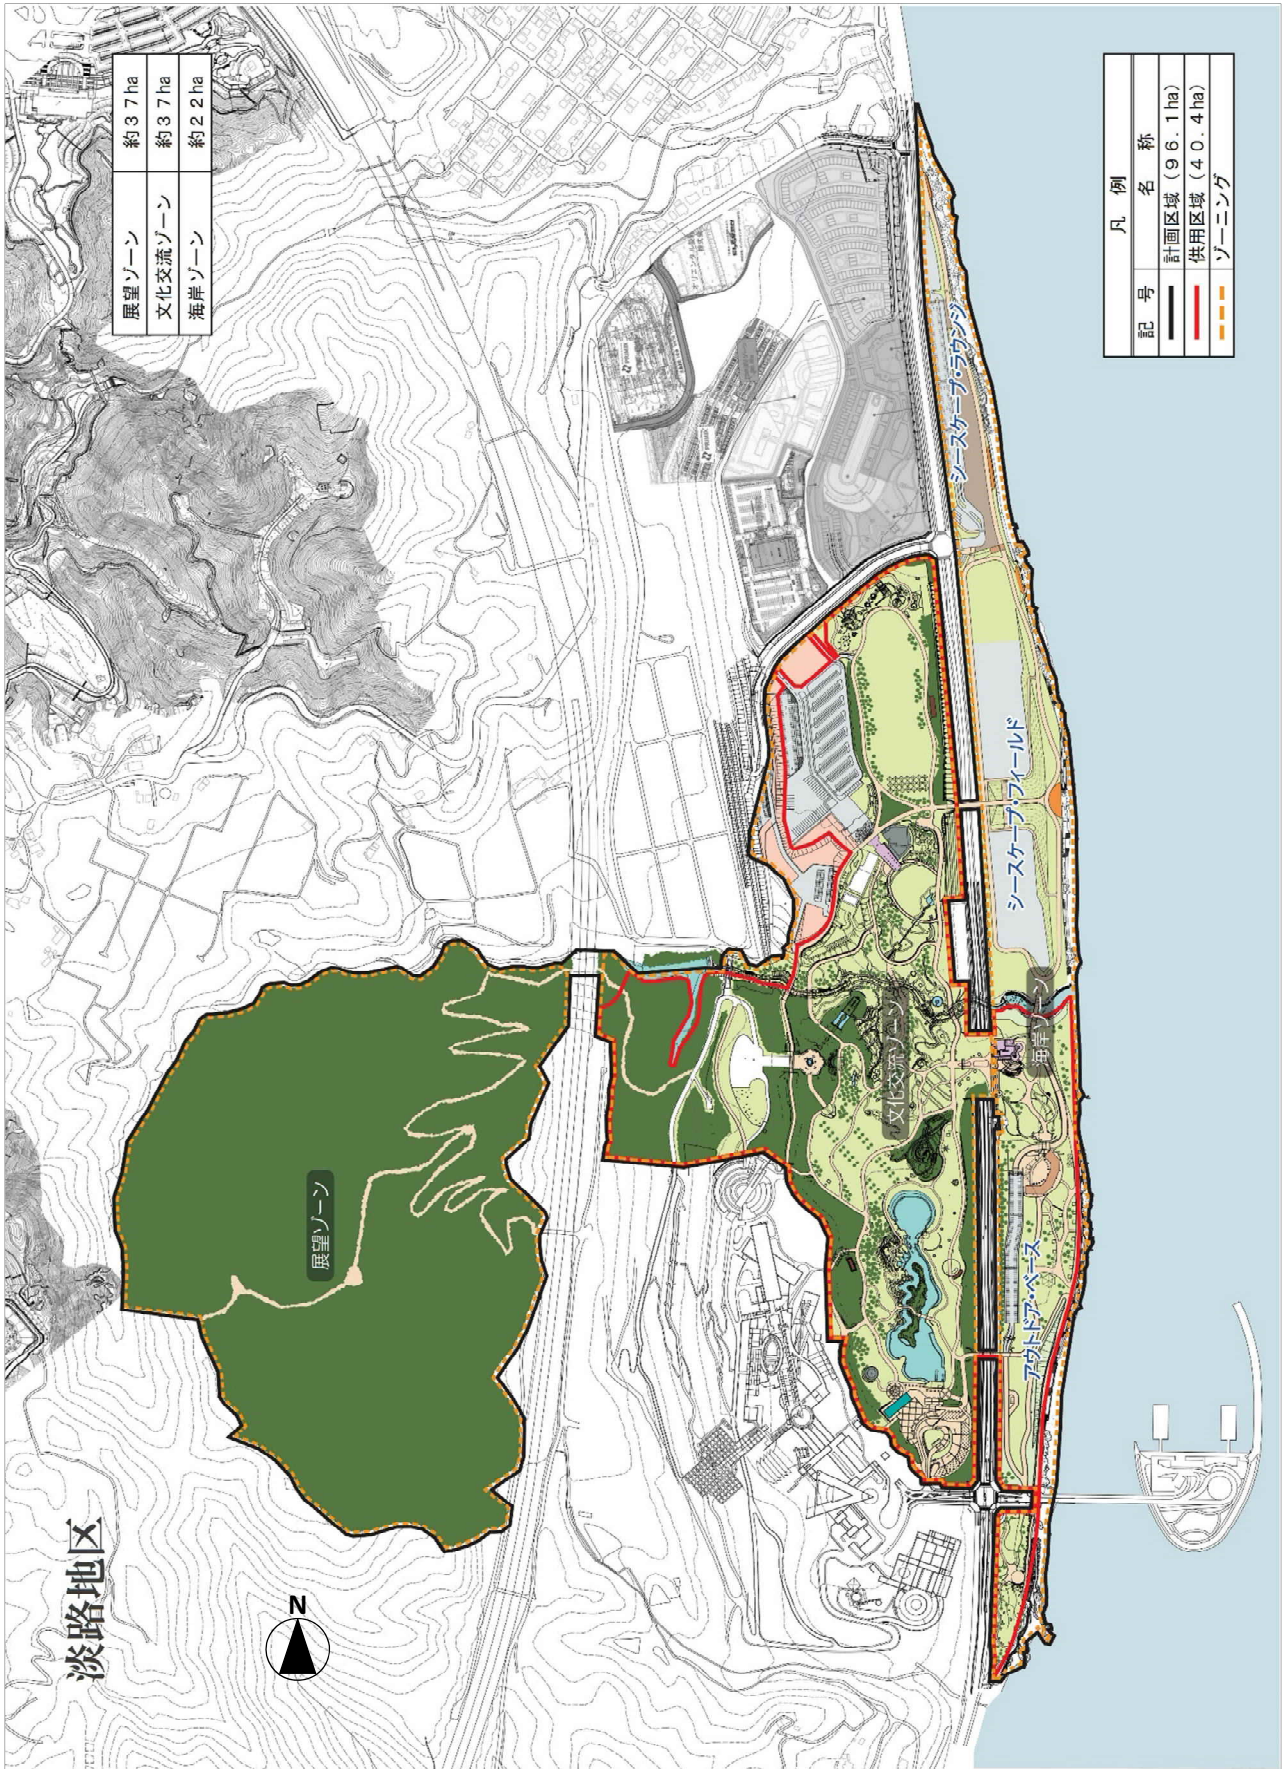 淡路地区
展望ゾーン 約37ha
文化交流ゾーン 約37ha
海岸ゾーン 約22ha
N
展望ゾーン
文化交流ゾーン
海岸ゾーン
アウトドア・ベース
シースケープ・フィールド
シースケープ・ラウンジ
凡例
記号 名称
計画区域(96.1ha)
供用区域(40.4ha)
ゾーニング